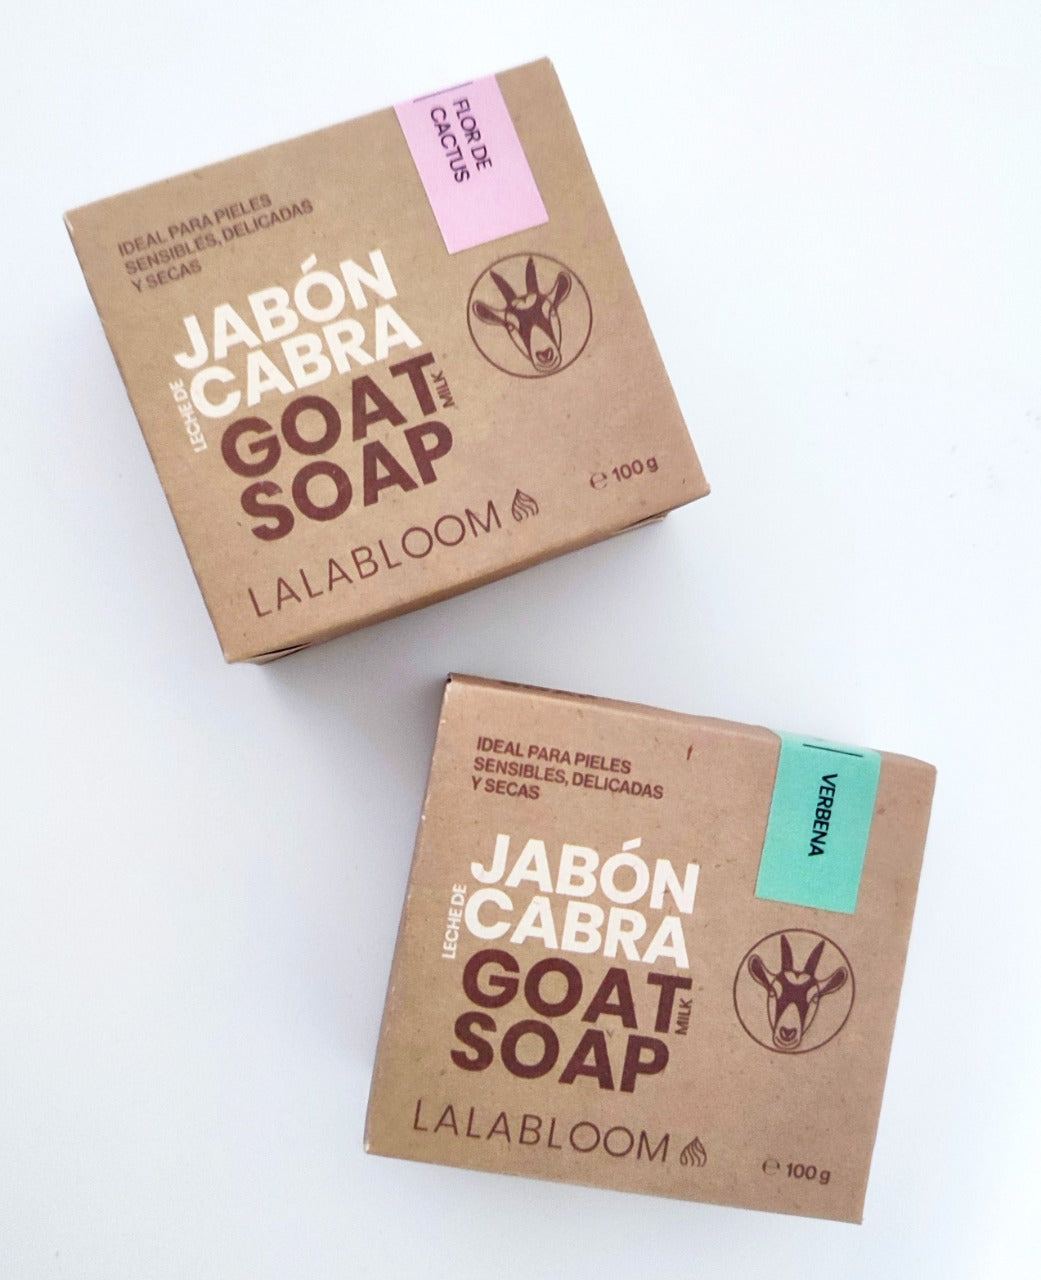 FLOR DE
CACTUS
IDEAL PARA PIELES
SENSIBLES, DELICADAS
Y SECAS
JABÓN
LECHE DE
CABRA
GOAT
MILK
SOAP
LALABLOOM
℮ 100 g
VERBENA
IDEAL PARA PIELES
SENSIBLES, DELICADAS
Y SECAS
JABÓN
LECHE DE
CABRA
GOAT
MILK
SOAP
LALABLOOM
℮ 100 g